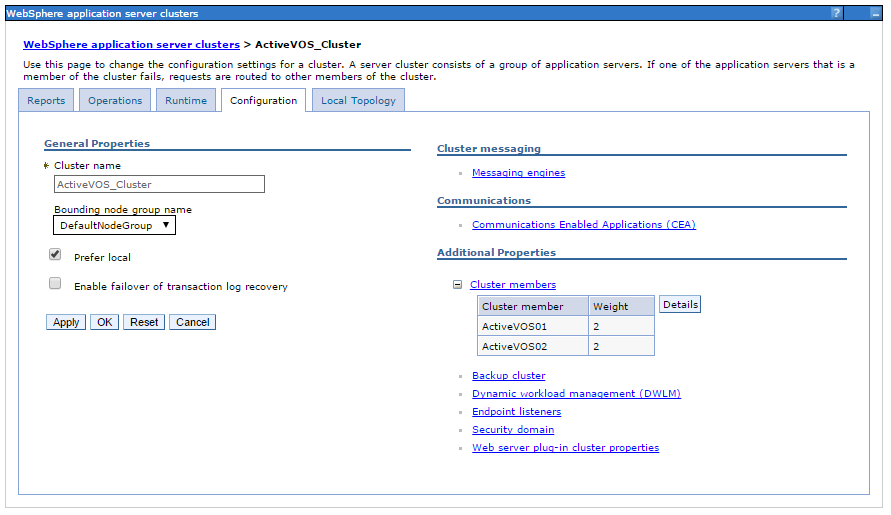 WebSphere application server clusters
?
WebSphere application server clusters > ActiveVOS_Cluster
Use this page to change the configuration settings for a cluster. A server cluster consists of a group of application servers. If one of the application servers that is a
member of the cluster fails, requests are routed to other members of the cluster.
Reports Operations Runtime Configuration Local Topology
General Properties
* Cluster name
ActiveVOS_Cluster
Bounding node group name
DefaultNodeGroup
Prefer local
Enable failover of transaction log recovery
Apply OK Reset Cancel
Cluster messaging
Messaging engines
Communications
Communications Enabled Applications (CEA)
Additional Properties
Cluster members
Cluster member Weight Details
ActiveVOS01 2
ActiveVOS02 2
Backup cluster
Dynamic workload management (DWLM)
Endpoint listeners
Security domain
Web server plug-in cluster properties